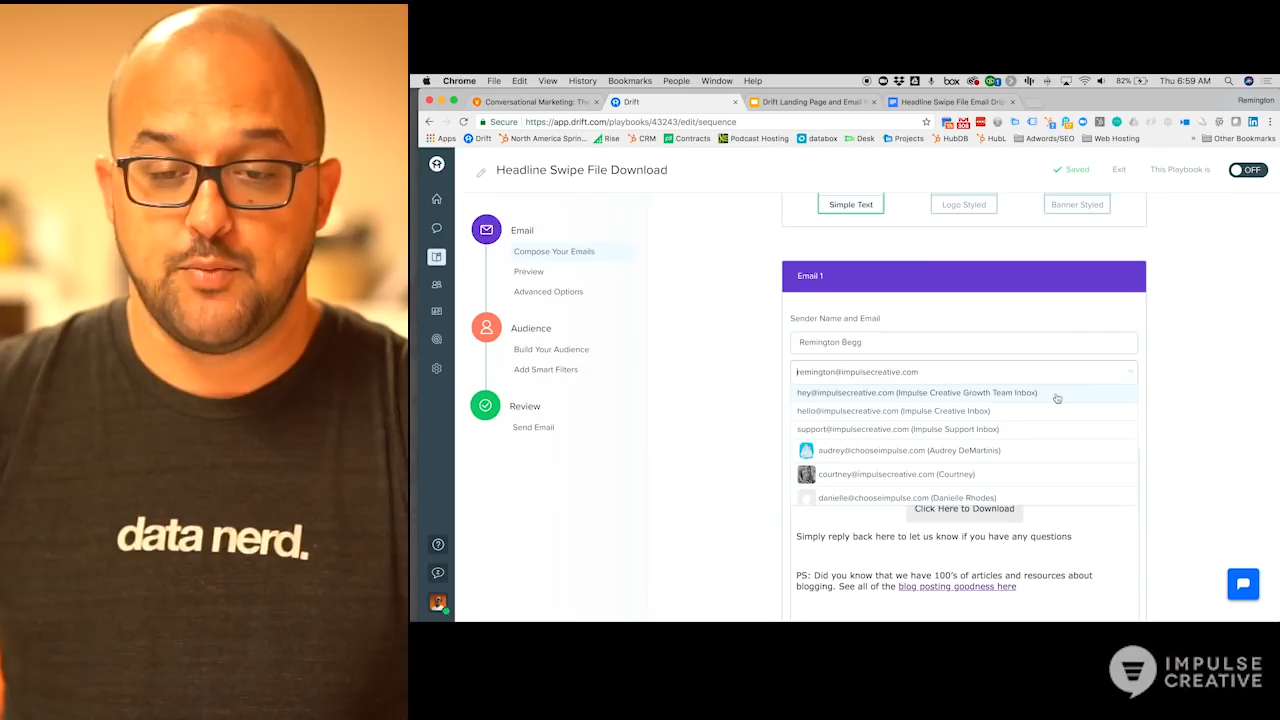 data nerd.
Chrome File Edit View History Bookmarks People Window Help
box
82%
Thu 6:59 AM
Conversational Marketing: The
Drift
Drift Landing Page and Email
Headline Swipe File Email Drip
Remington
Secure
https://app.drift.com/playbooks/43243/edit/sequence
Apps Drift North America Sprin... Rise CRM Contracts Podcast Hosting databox Desk Projects HubDB HubL Adwords/SEO Web Hosting » Other Bookmarks
Headline Swipe File Download
Saved Exit This Playbook is OFF
Simple Text Logo Styled Banner Styled
Email
Compose Your Emails
Preview
Advanced Options
Audience
Build Your Audience
Add Smart Filters
Review
Send Email
Email 1
Sender Name and Email
Remington Begg
remington@impulsecreative.com
hey@impulsecreative.com (Impulse Creative Growth Team Inbox)
hello@impulsecreative.com (Impulse Creative Inbox)
support@impulsecreative.com (Impulse Support Inbox)
audrey@chooseimpulse.com (Audrey DeMartinis)
courtney@impulsecreative.com (Courtney)
danielle@chooseimpulse.com (Danielle Rhodes)
Click Here to Download
Simply reply back here to let us know if you have any questions
PS: Did you know that we have 100's of articles and resources about
blogging. See all of the blog posting goodness here
IMPULSE
CREATIVE